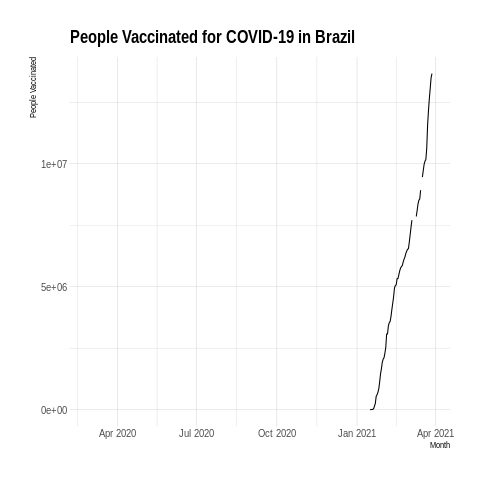 People Vaccinated for COVID-19 in Brazil
People Vaccinated
1e+07
5e+06
0e+00
Apr 2020 Jul 2020 Oct 2020 Jan 2021 Apr 2021
Month